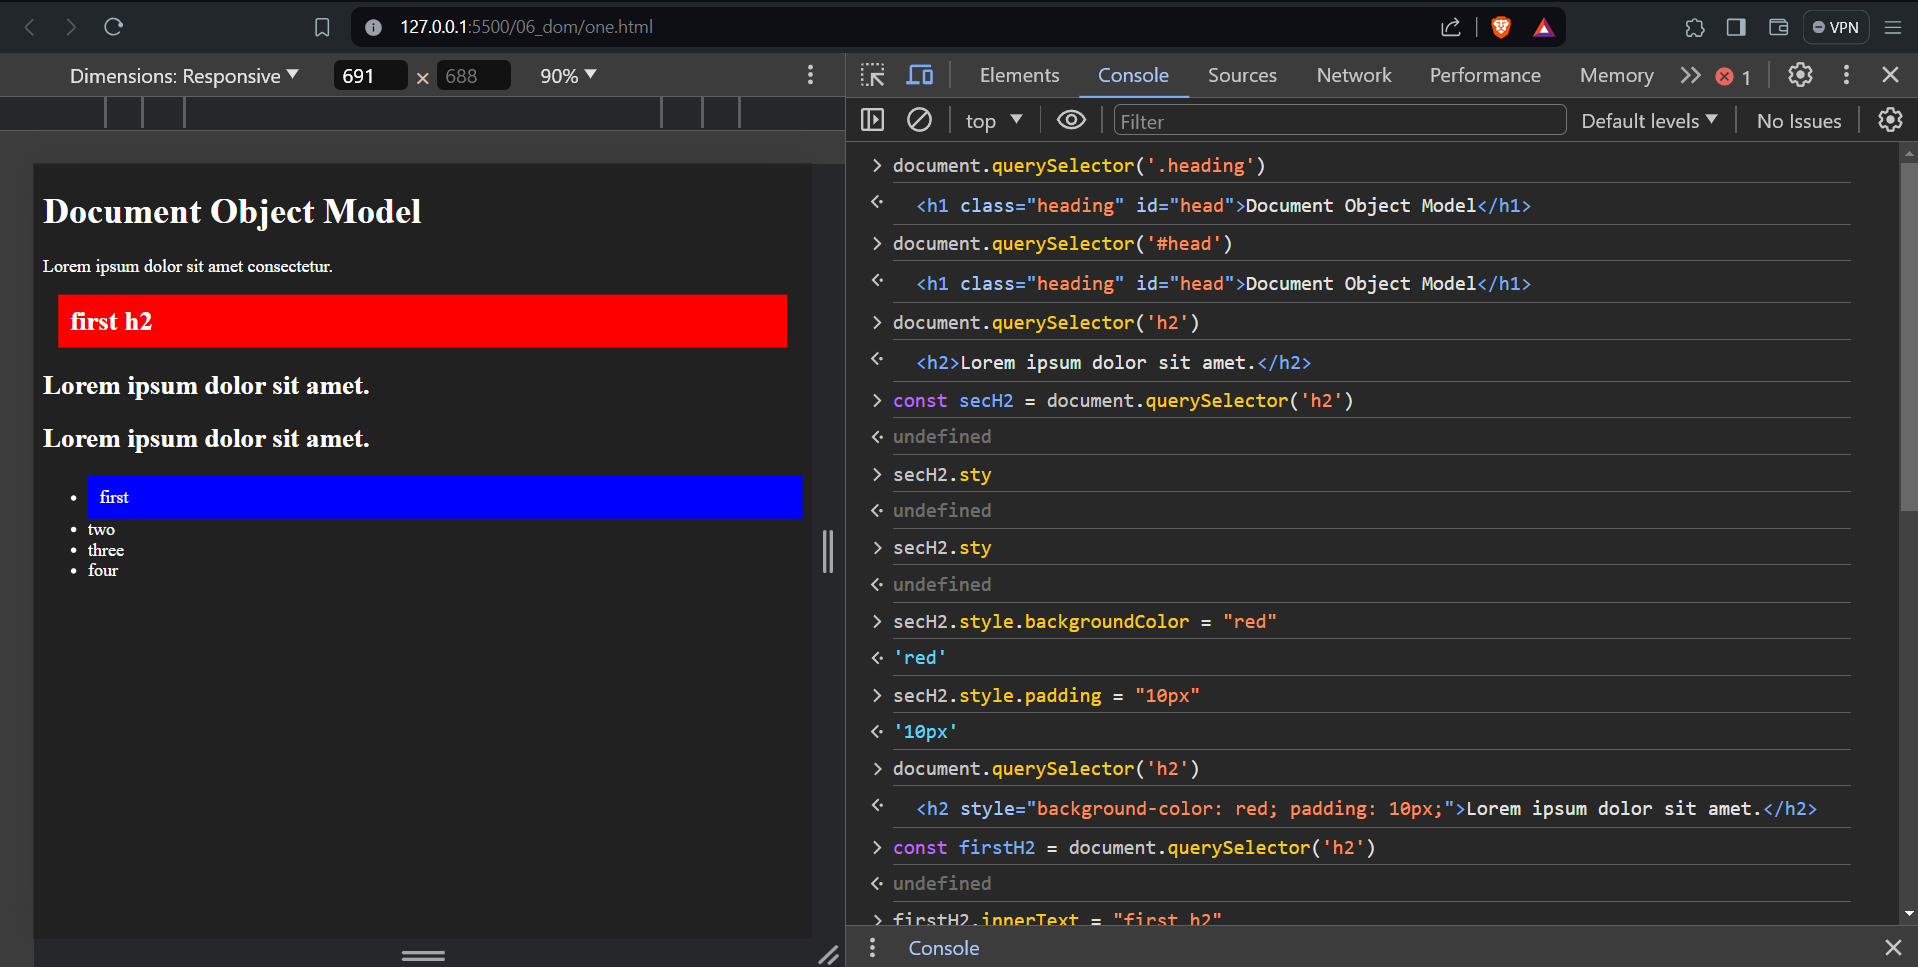 127.0.0.1:5500/06_dom/one.html
VPN
Dimensions: Responsive ▼ 691 × 688 90% ▼
Elements Console Sources Network Performance Memory 1
top ▼ Filter Default levels ▼ No Issues
Document Object Model
Lorem ipsum dolor sit amet consectetur.
first h2
Lorem ipsum dolor sit amet.
Lorem ipsum dolor sit amet.
• first
• two
• three
• four
document.querySelector('.heading')
<h1 class="heading" id="head">Document Object Model</h1>
document.querySelector('#head')
<h1 class="heading" id="head">Document Object Model</h1>
document.querySelector('h2')
<h2>Lorem ipsum dolor sit amet.</h2>
const secH2 = document.querySelector('h2')
undefined
secH2.sty
undefined
secH2.sty
undefined
secH2.style.backgroundColor = "red"
'red'
secH2.style.padding = "10px"
'10px'
document.querySelector('h2')
<h2 style="background-color: red; padding: 10px;">Lorem ipsum dolor sit amet.</h2>
const firstH2 = document.querySelector('h2')
undefined
firstH2.innerText = "first h2"
Console